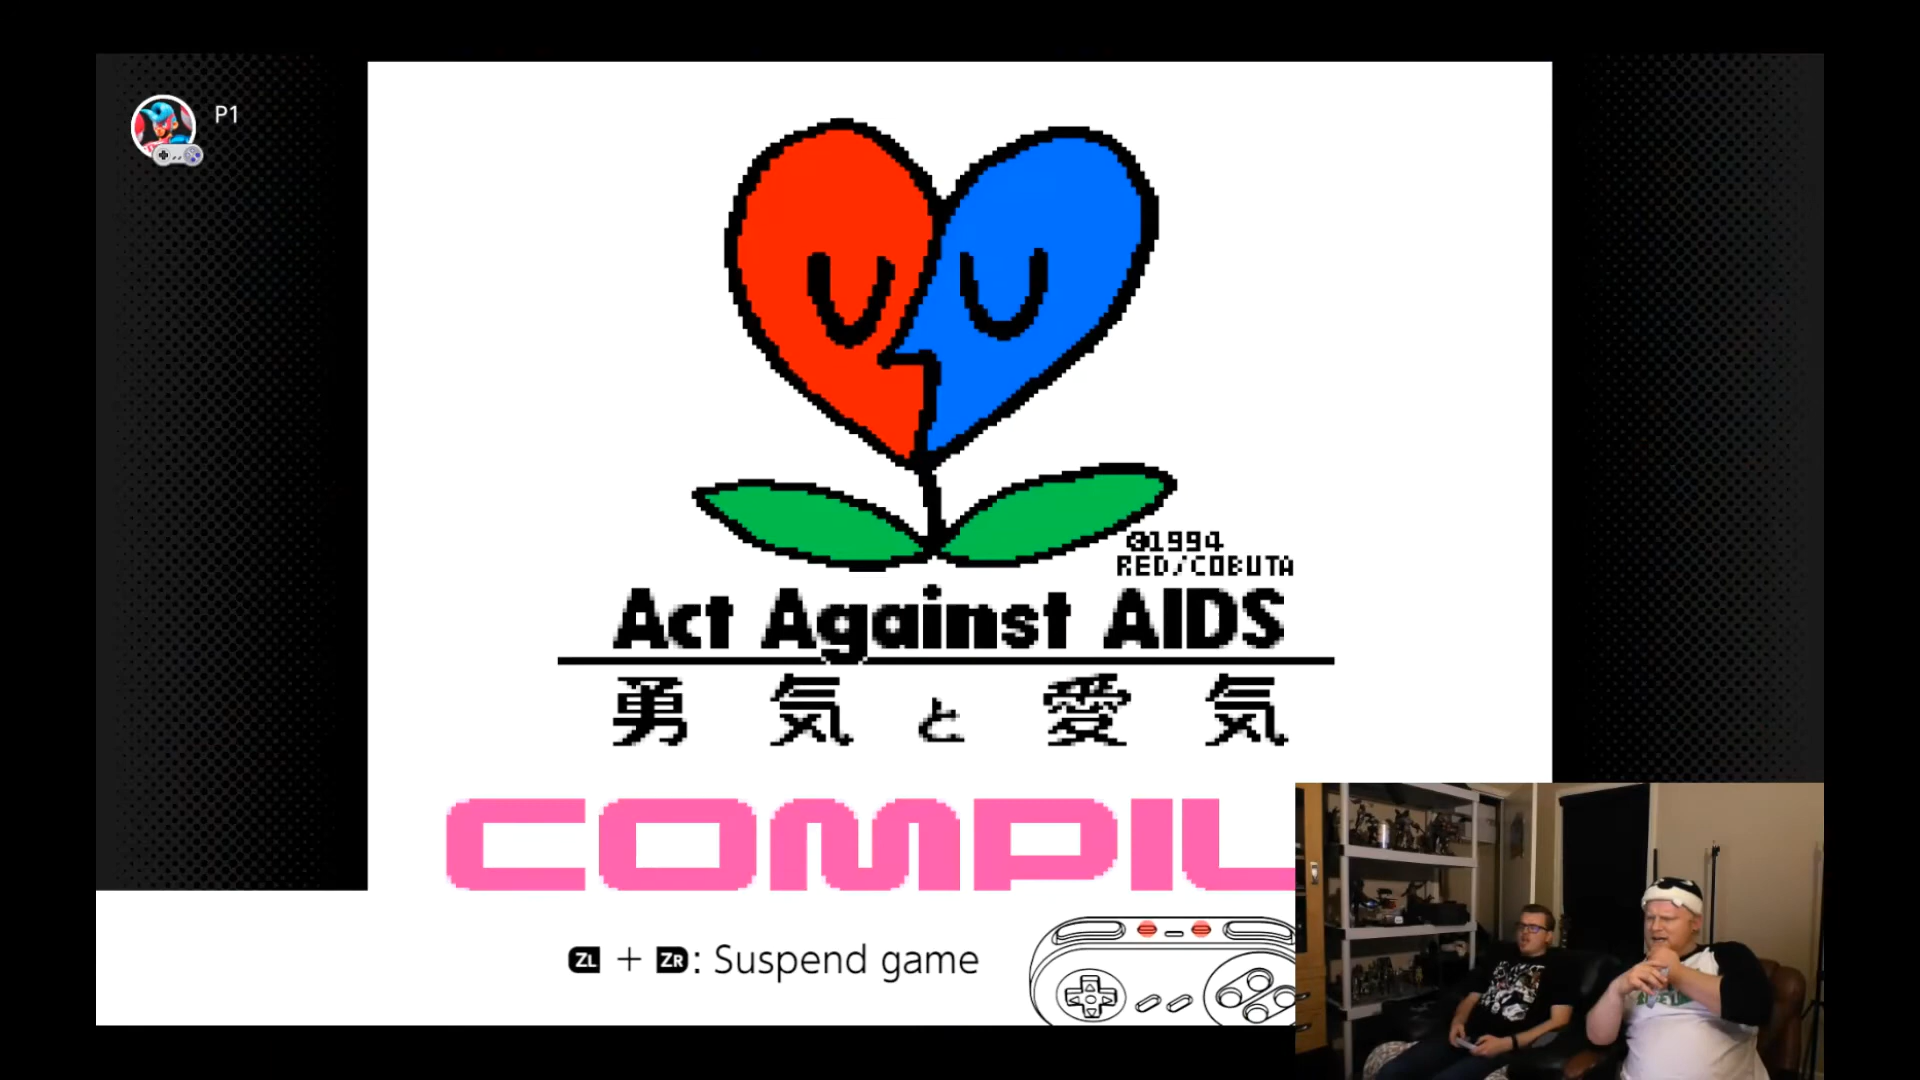 P1
©1994
RED/COBUTA
Act Against AIDS
勇気と愛気
COMPIL
ZL + ZR: Suspend game